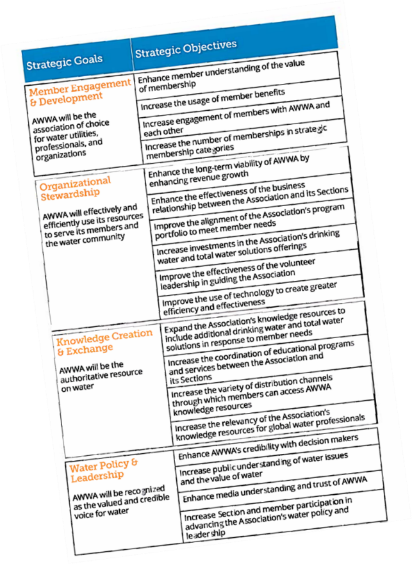 Strategic Goals
Strategic Objectives
Member Engagement
& Development
AWWA will be the
association of choice
for water utilities,
professionals, and
organizations
Enhance member understanding of the value
of membership
Increase the usage of member benefits
Increase engagement of members with AWWA and
each other
Increase the number of memberships in strategic
membership categories
Organizational
Stewardship
AWWA will effectively and
efficiently use its resources
to serve its members and
the water community
Enhance the long-term viability of AWWA by
enhancing revenue growth
Enhance the effectiveness of the business
relationship between the Association and its Sections
Improve the alignment of the Association's program
portfolio to meet member needs
Increase investments in the Association's drinking
water and total water solutions offerings
Improve the effectiveness of the volunteer
leadership in guiding the Association
Improve the use of technology to create greater
efficiency and effectiveness
Knowledge Creation
& Exchange
AWWA will be the
authoritative resource
on water
Expand the Association's knowledge resources to
include additional drinking water and total water
solutions in response to member needs
Increase the coordination of educational programs
and services between the Association and
its Sections
Increase the variety of distribution channels
through which members can access AWWA
knowledge resources
Increase the relevancy of the Association's
knowledge resources for global water professionals
Water Policy &
Leadership
AWWA will be recognized
as the valued and credible
voice for water
Enhance AWWA's credibility with decision makers
Increase public understanding of water issues
and the value of water
Enhance media understanding and trust of AWWA
Increase Section and member participation in
advancing the Association's water policy and
leadership